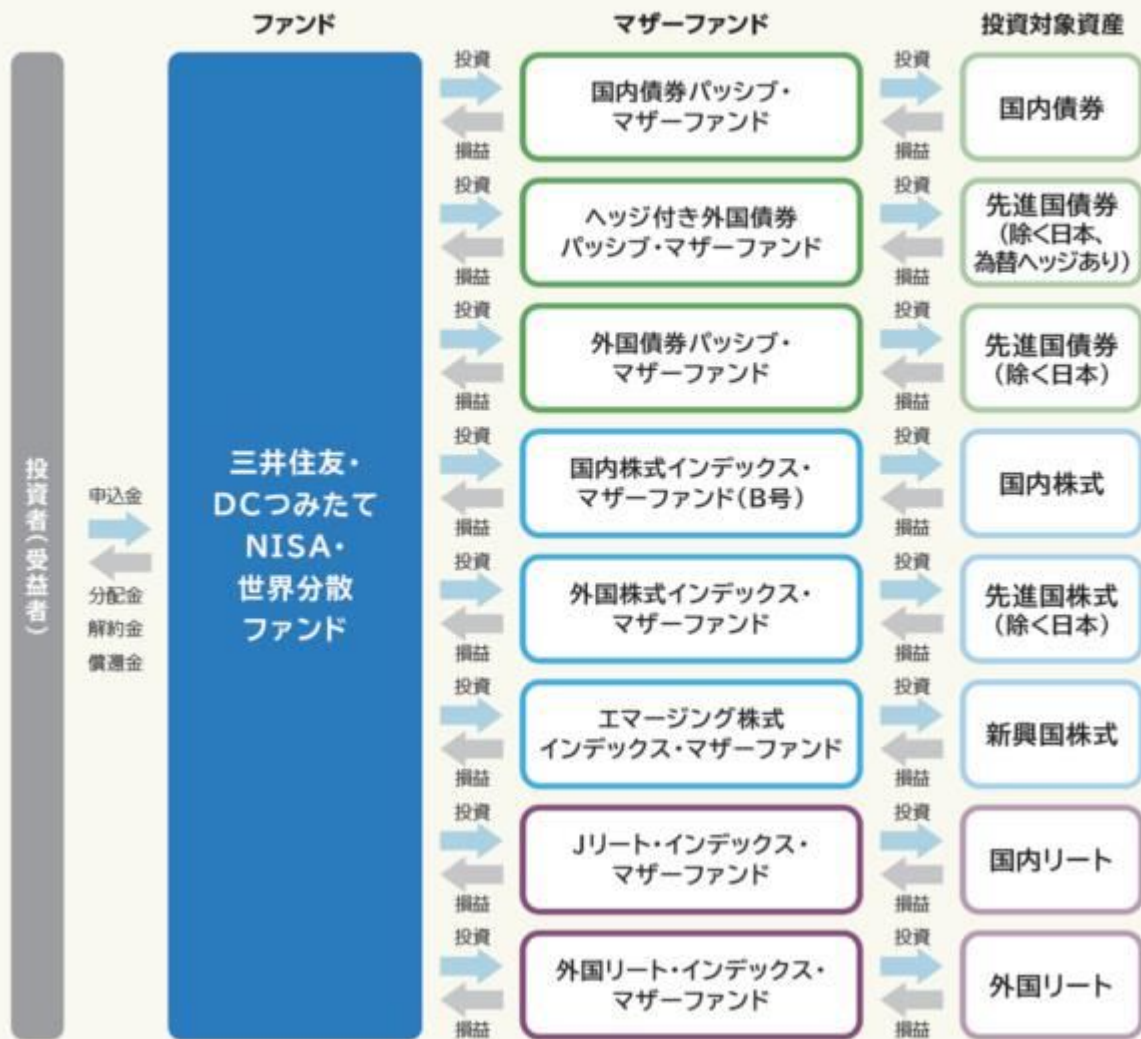 ファンド
マザーファンド
投資対象資産
投資者(受益者)
申込金
分配金
解約金
償還金
三井住友・
DCつみたて
NISA・
世界分散
ファンド
投資
損益
国内債券パッシブ・
マザーファンド
投資
損益
国内債券
投資
損益
ヘッジ付き外国債券
パッシブ・マザーファンド
投資
損益
先進国債券
(除く日本、
為替ヘッジあり)
投資
損益
外国債券パッシブ・
マザーファンド
投資
損益
先進国債券
(除く日本)
投資
損益
国内株式インデックス・
マザーファンド(B号)
投資
損益
国内株式
投資
損益
外国株式インデックス・
マザーファンド
投資
損益
先進国株式
(除く日本)
投資
損益
エマージング株式
インデックス・マザーファンド
投資
損益
新興国株式
投資
損益
Jリート・インデックス・
マザーファンド
投資
損益
国内リート
投資
損益
外国リート・インデックス・
マザーファンド
投資
損益
外国リート